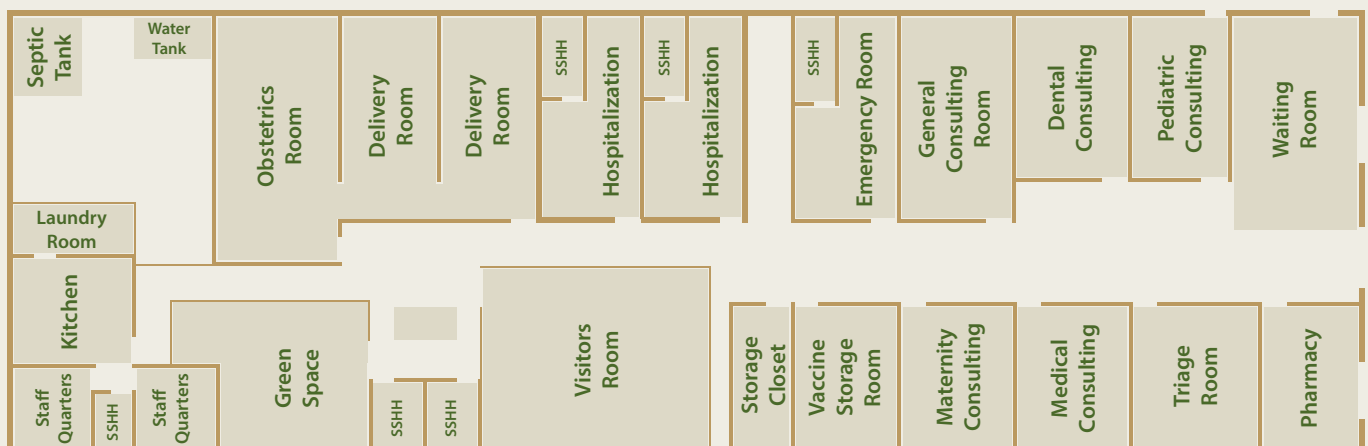 Septic
Tank
Water
Tank
Obstetrics
Room
Delivery
Room
Delivery
Room
SSHH
Hospitalization
SSHH
Hospitalization
SSHH
Emergency Room
General
Consulting
Room
Dental
Consulting
Pediatric
Consulting
Waiting
Room
Laundry
Room
Kitchen
Staff
Quarters
SSHH
Staff
Quarters
Green
Space
SSHH
SSHH
Visitors
Room
Storage
Closet
Vaccine
Storage
Room
Maternity
Consulting
Medical
Consulting
Triage
Room
Pharmacy